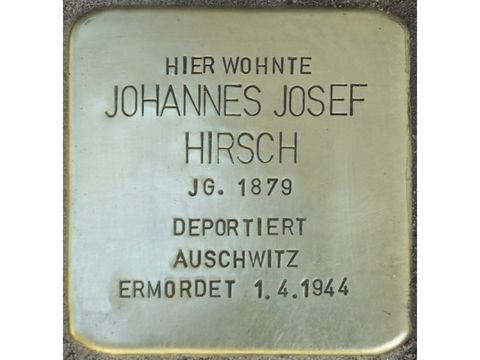 HIER WOHNTE
JOHANNES JOSEF
HIRSCH
JG. 1879
DEPORTIERT
AUSCHWITZ
ERMORDET 1.4.1944